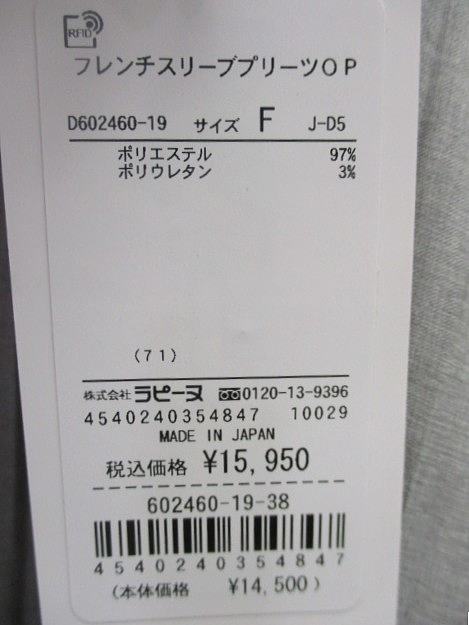 RFID
フレンチスリーブプリーツOP
D602460-19 サイズ F J-D5
ポリエステル 97%
ポリウレタン 3%
(71)
株式会社 ラピーヌ 0120-13-9396
4540240354847 10029
MADE IN JAPAN
税込価格 ¥15,950
602460-19-38
4540240354847
(本体価格 ¥14,500)